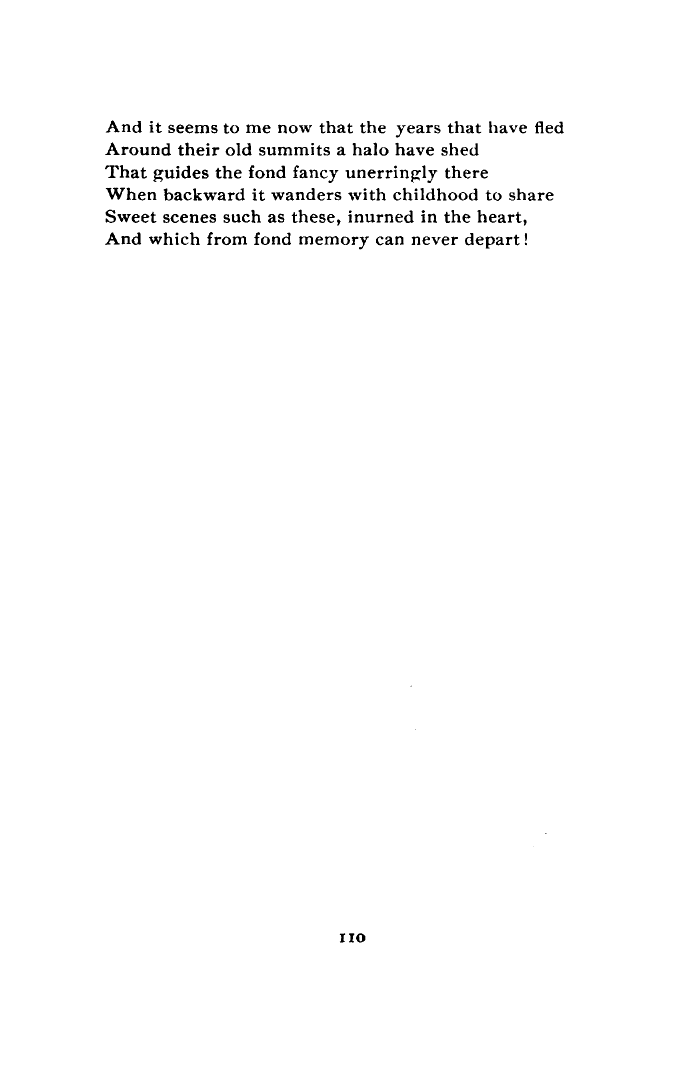 And it seems to me now that the years that have fled
Around their old summits a halo have shed
That guides the fond fancy unerringly there
When backward it wanders with childhood to share
Sweet scenes such as these, inurned in the heart,
And which from fond memory can never depart!
110